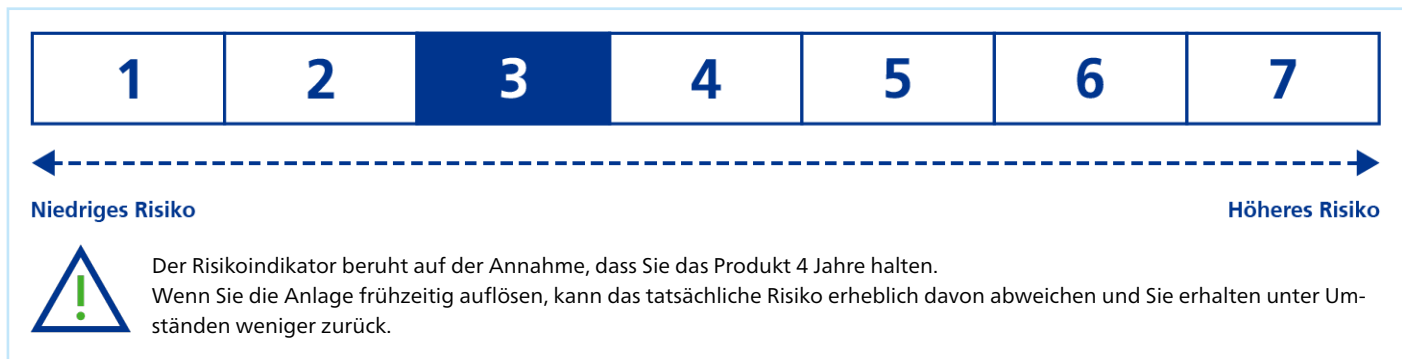 1 2 3 4 5 6 7
Niedriges Risiko Höheres Risiko
Der Risikoindikator beruht auf der Annahme, dass Sie das Produkt 4 Jahre halten.
Wenn Sie die Anlage frühzeitig auflösen, kann das tatsächliche Risiko erheblich davon abweichen und Sie erhalten unter Um-
ständen weniger zurück.